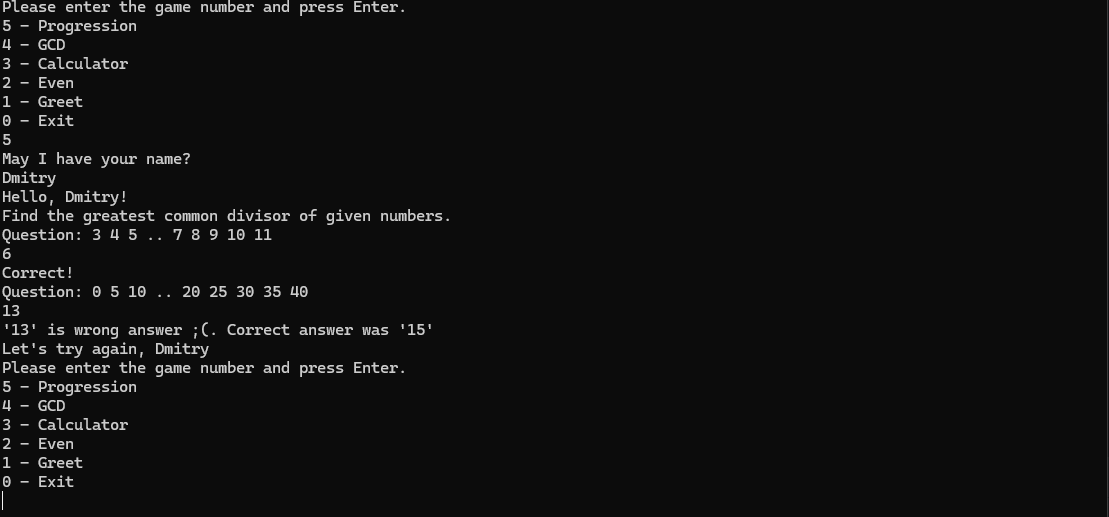 Please enter the game number and press Enter.
5 - Progression
4 - GCD
3 - Calculator
2 - Even
1 - Greet
0 - Exit
5
May I have your name?
Dmitry
Hello, Dmitry!
Find the greatest common divisor of given numbers.
Question: 3 4 5 .. 7 8 9 10 11
6
Correct!
Question: 0 5 10 .. 20 25 30 35 40
13
'13' is wrong answer ;(. Correct answer was '15'
Let's try again, Dmitry
Please enter the game number and press Enter.
5 - Progression
4 - GCD
3 - Calculator
2 - Even
1 - Greet
0 - Exit